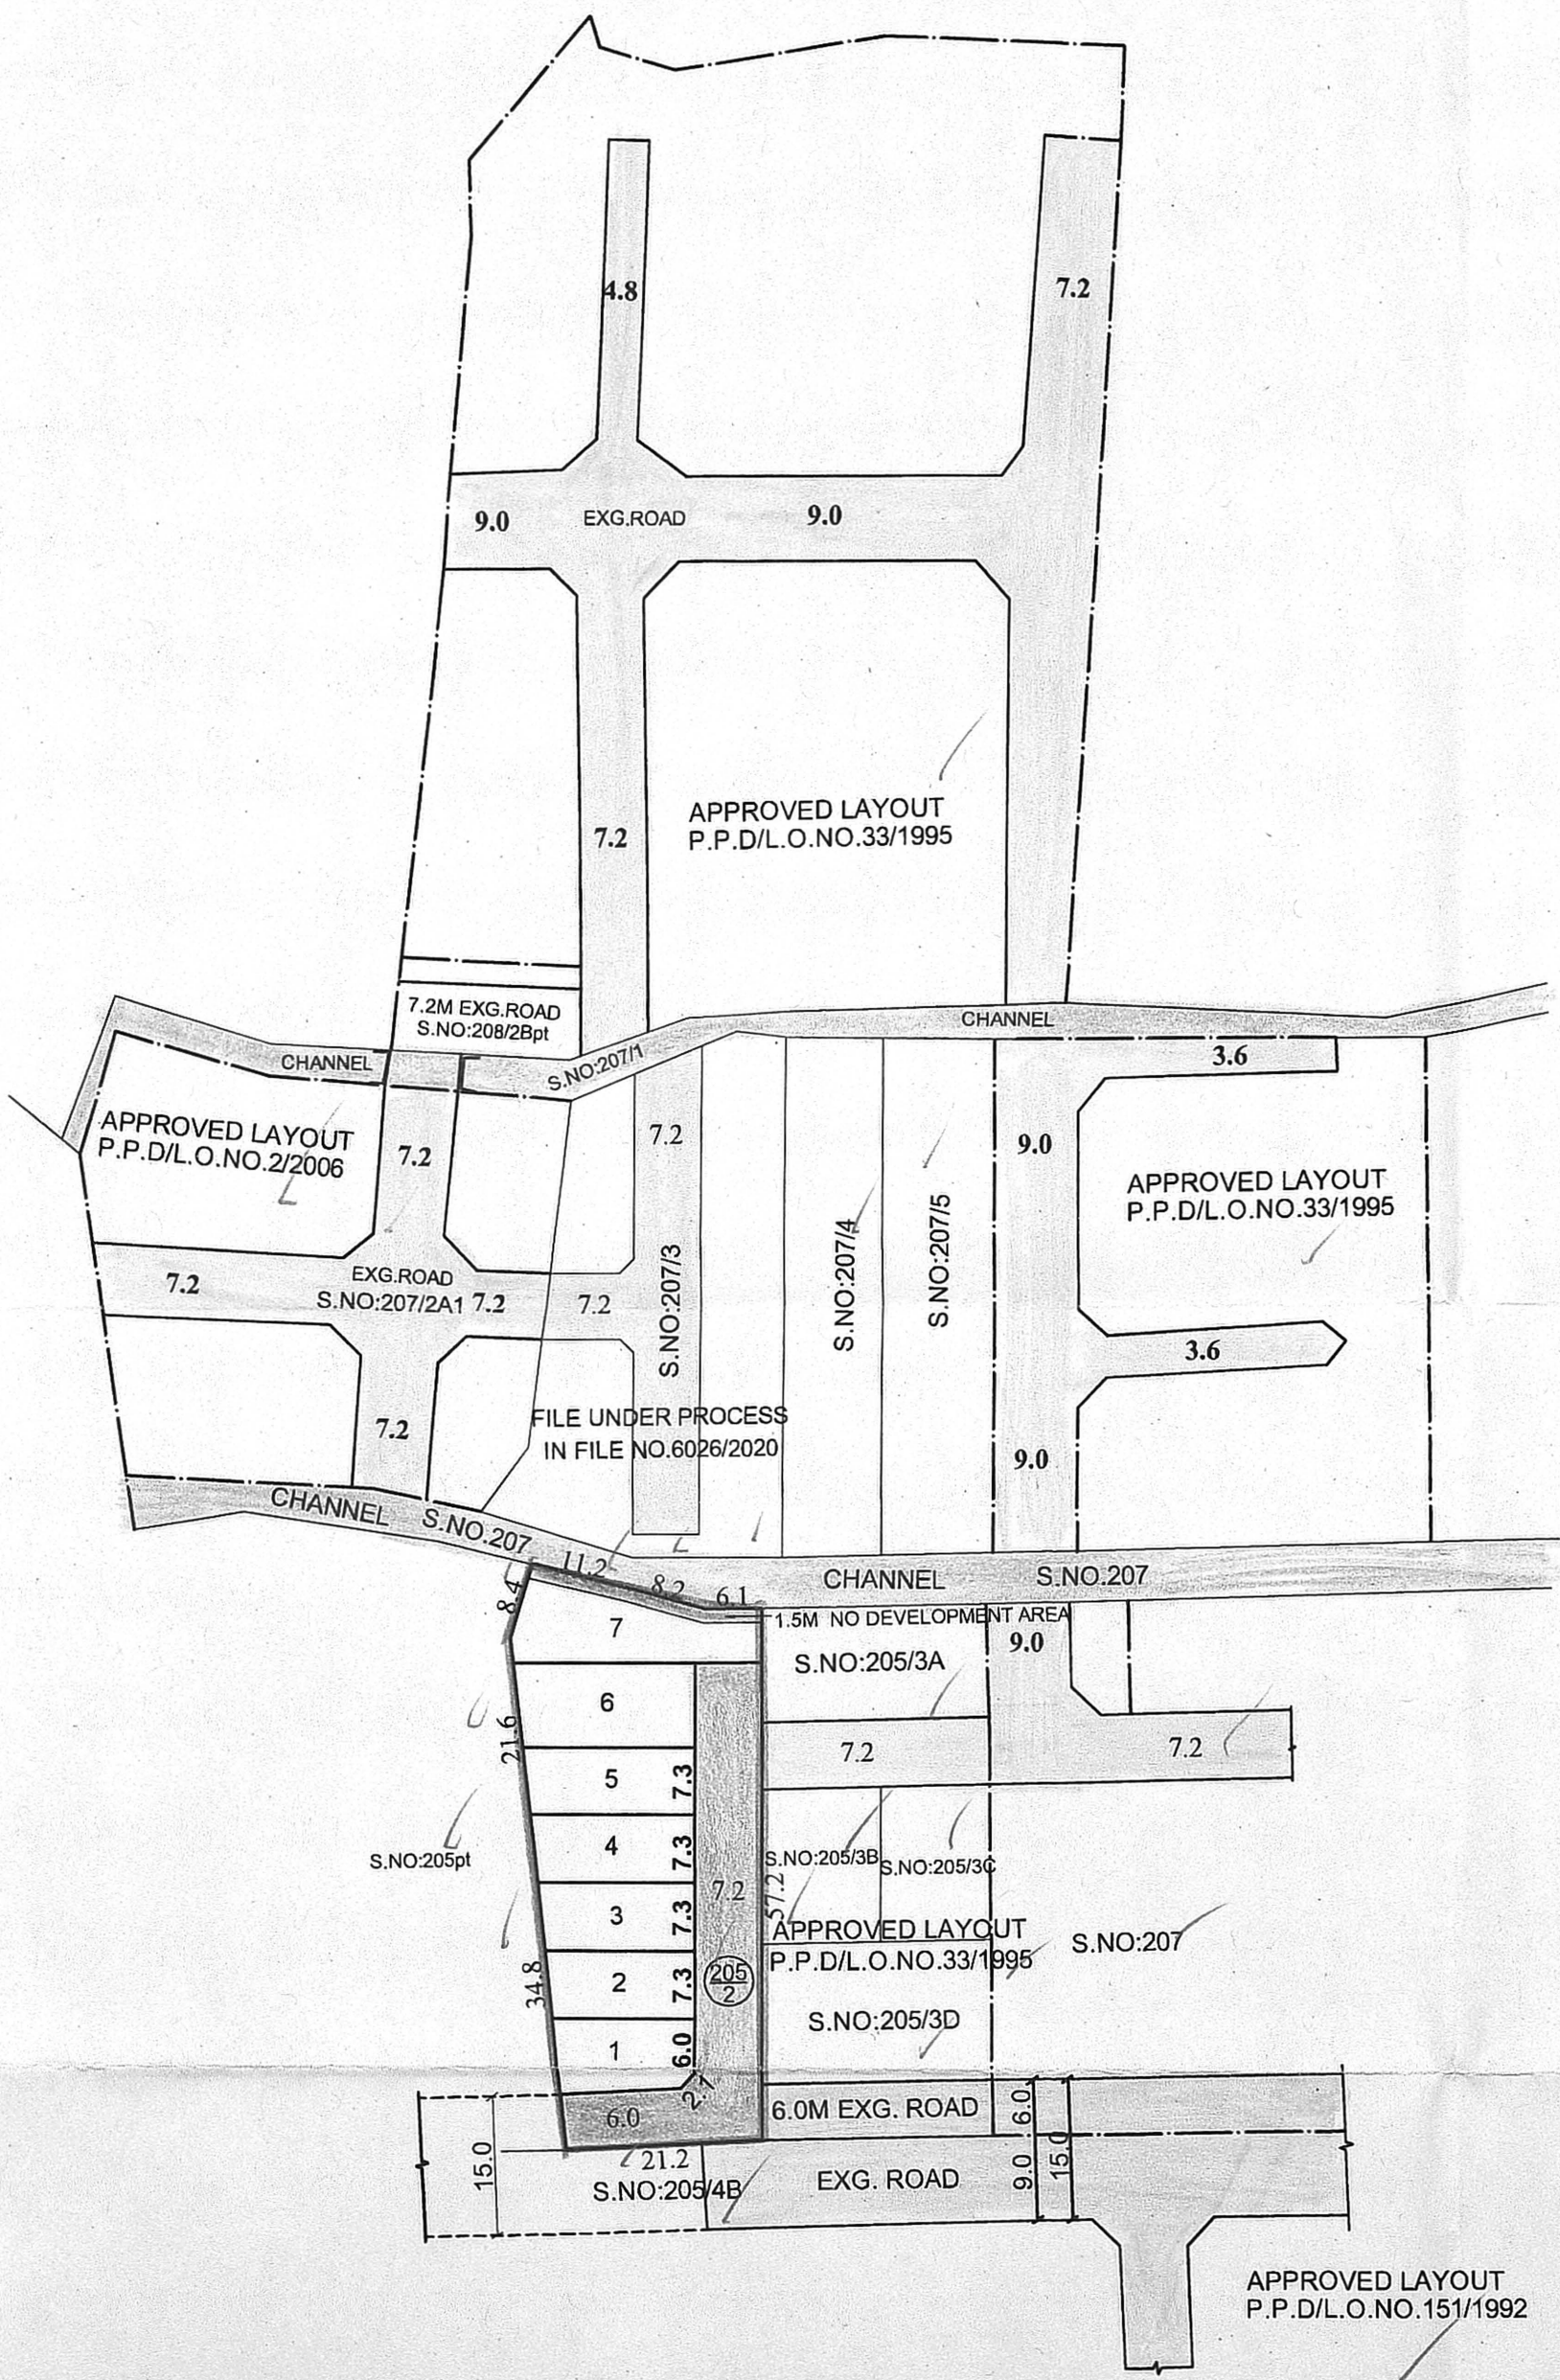 4.8
7.2
9.0
EXG.ROAD
9.0
7.2
APPROVED LAYOUT
P.P.D/L.O.NO.33/1995
7.2M EXG.ROAD
S.NO:208/2Bpt
CHANNEL
CHANNEL
S.NO:207/1
3.6
APPROVED LAYOUT
P.P.D/L.O.NO.2/2006
7.2
7.2
9.0
APPROVED LAYOUT
P.P.D/L.O.NO.33/1995
S.NO:207/3
S.NO:207/4
S.NO:207/5
7.2
EXG.ROAD
S.NO:207/2A1
7.2
7.2
3.6
7.2
FILE UNDER PROCESS
IN FILE NO.6026/2020
9.0
CHANNEL
S.NO.207
CHANNEL
S.NO.207
11.2
8.2
6.1
8.4
1.5M NO DEVELOPMENT AREA
7
S.NO:205/3A
9.0
6
21.6
7.2
7.2
5
7.3
4
7.3
S.NO:205pt
S.NO:205/3B
S.NO:205/3C
7.2
57.2
3
7.3
APPROVED LAYOUT
P.P.D/L.O.NO.33/1995
S.NO:207
34.8
2
7.3
205
2
S.NO:205/3D
1
6.0
2.7
6.0
6.0M EXG. ROAD
6.0
15.0
21.2
S.NO:205/4B
EXG. ROAD
9.0
15.0
APPROVED LAYOUT
P.P.D/L.O.NO.151/1992